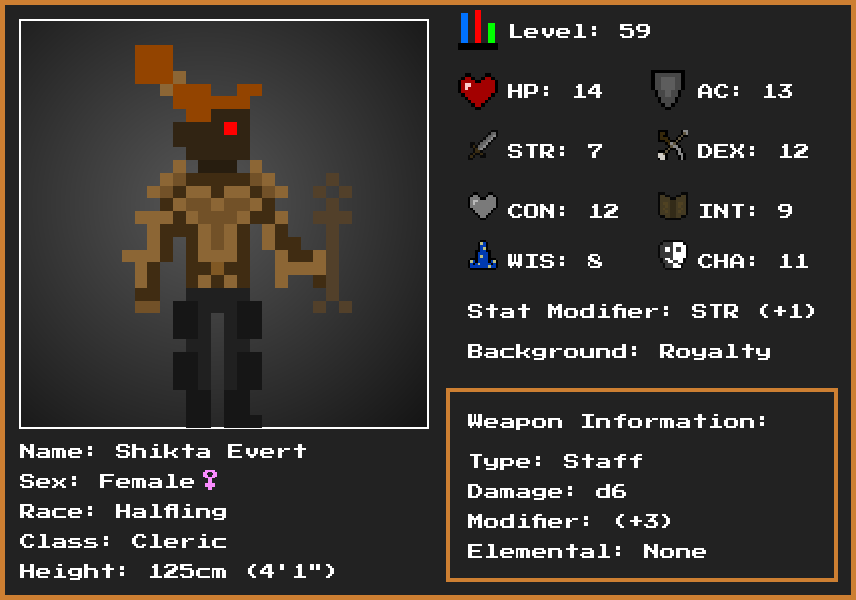 Level: 59
HP: 14 AC: 13
STR: 7 DEX: 12
CON: 12 INT: 9
WIS: 8 CHA: 11
Stat Modifier: STR (+1)
Background: Royalty
Weapon Information:
Type: Staff
Damage: d6
Modifier: (+3)
Elemental: None
Name: Shikta Evert
Sex: Female♀
Race: Halfling
Class: Cleric
Height: 125cm (4'1")